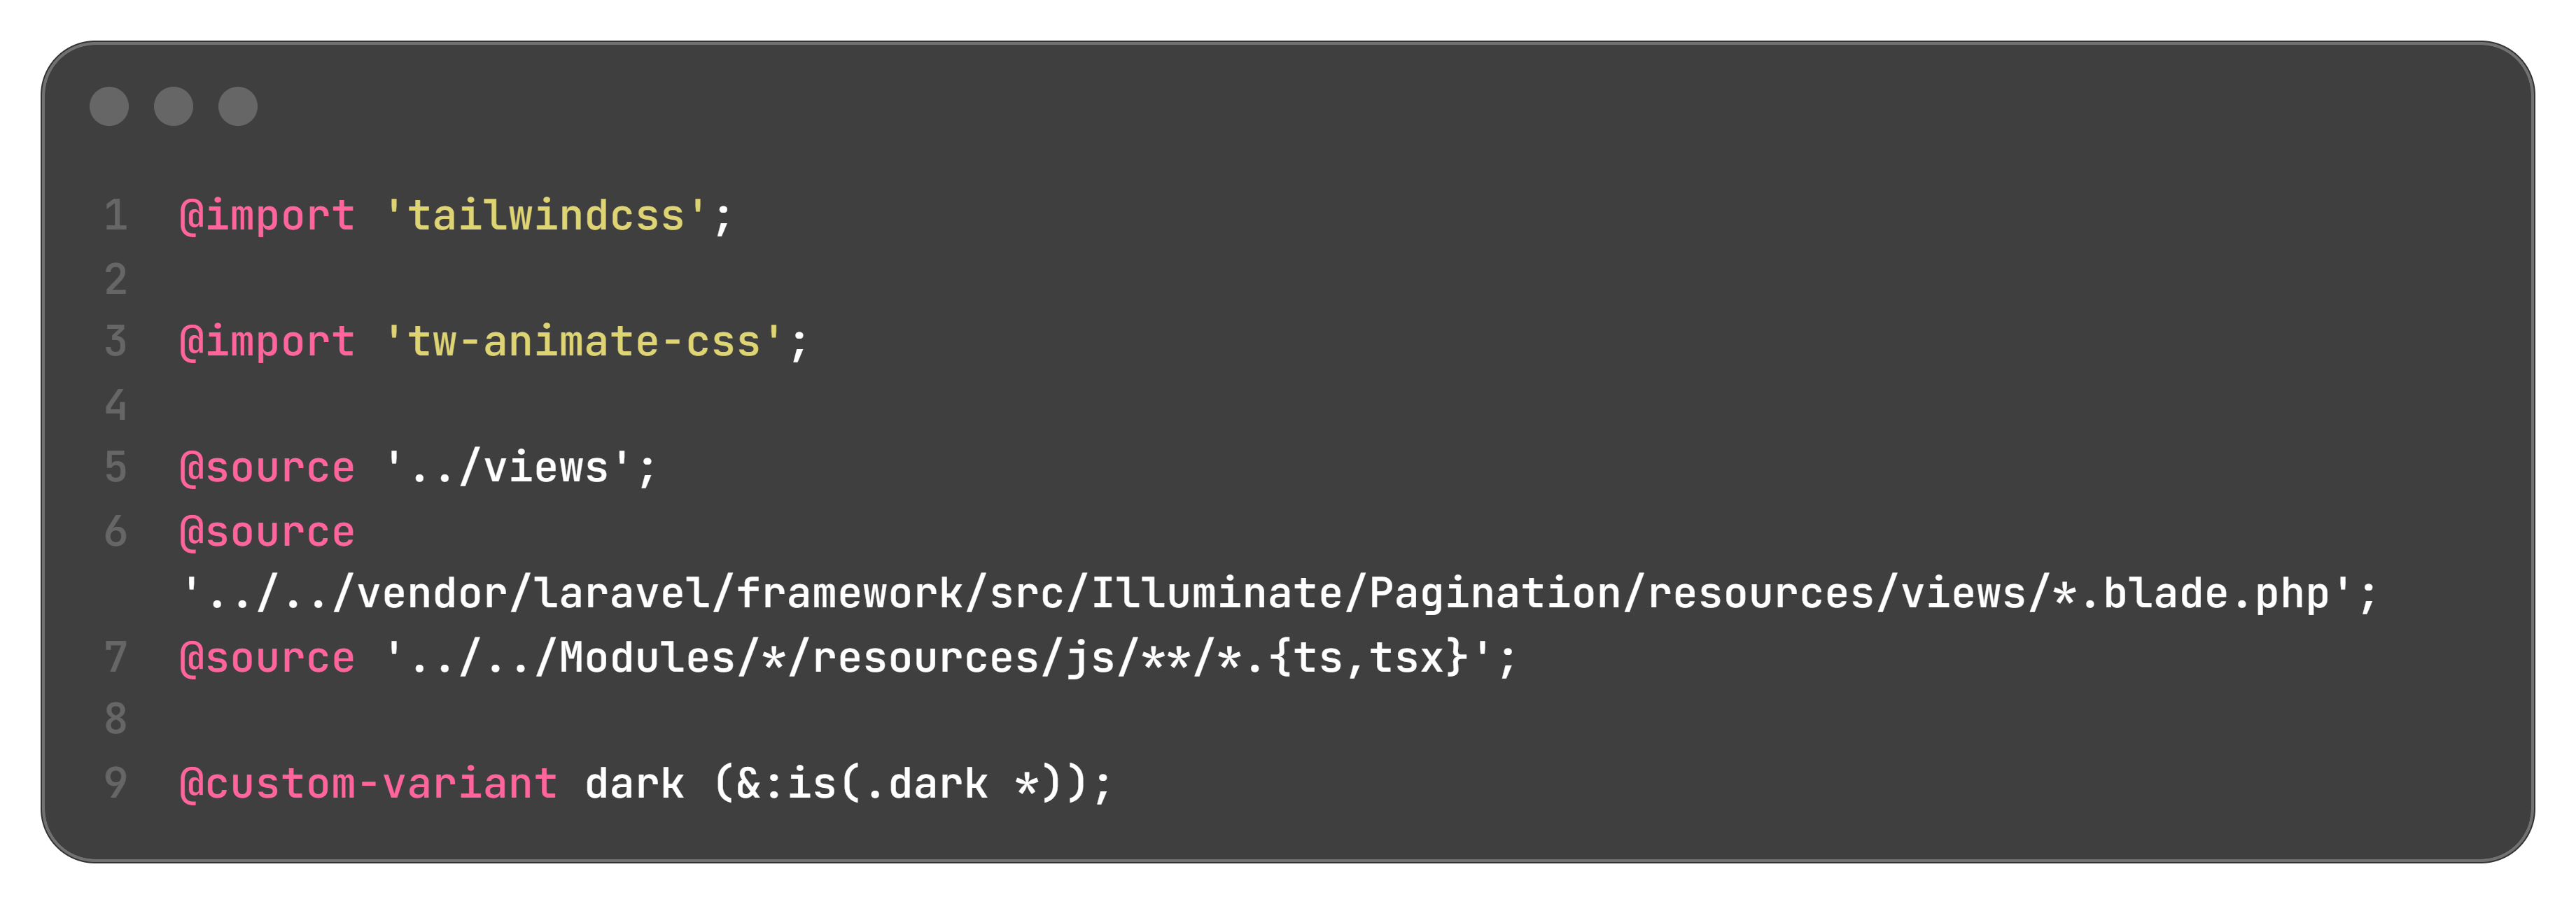 1 @import 'tailwindcss';
2
3 @import 'tw-animate-css';
4
5 @source '../views';
6 @source
'../../vendor/laravel/framework/src/Illuminate/Pagination/resources/views/*.blade.php';
7 @source '../../Modules/*/resources/js/**/*.{ts,tsx}';
8
9 @custom-variant dark (&:is(.dark *));